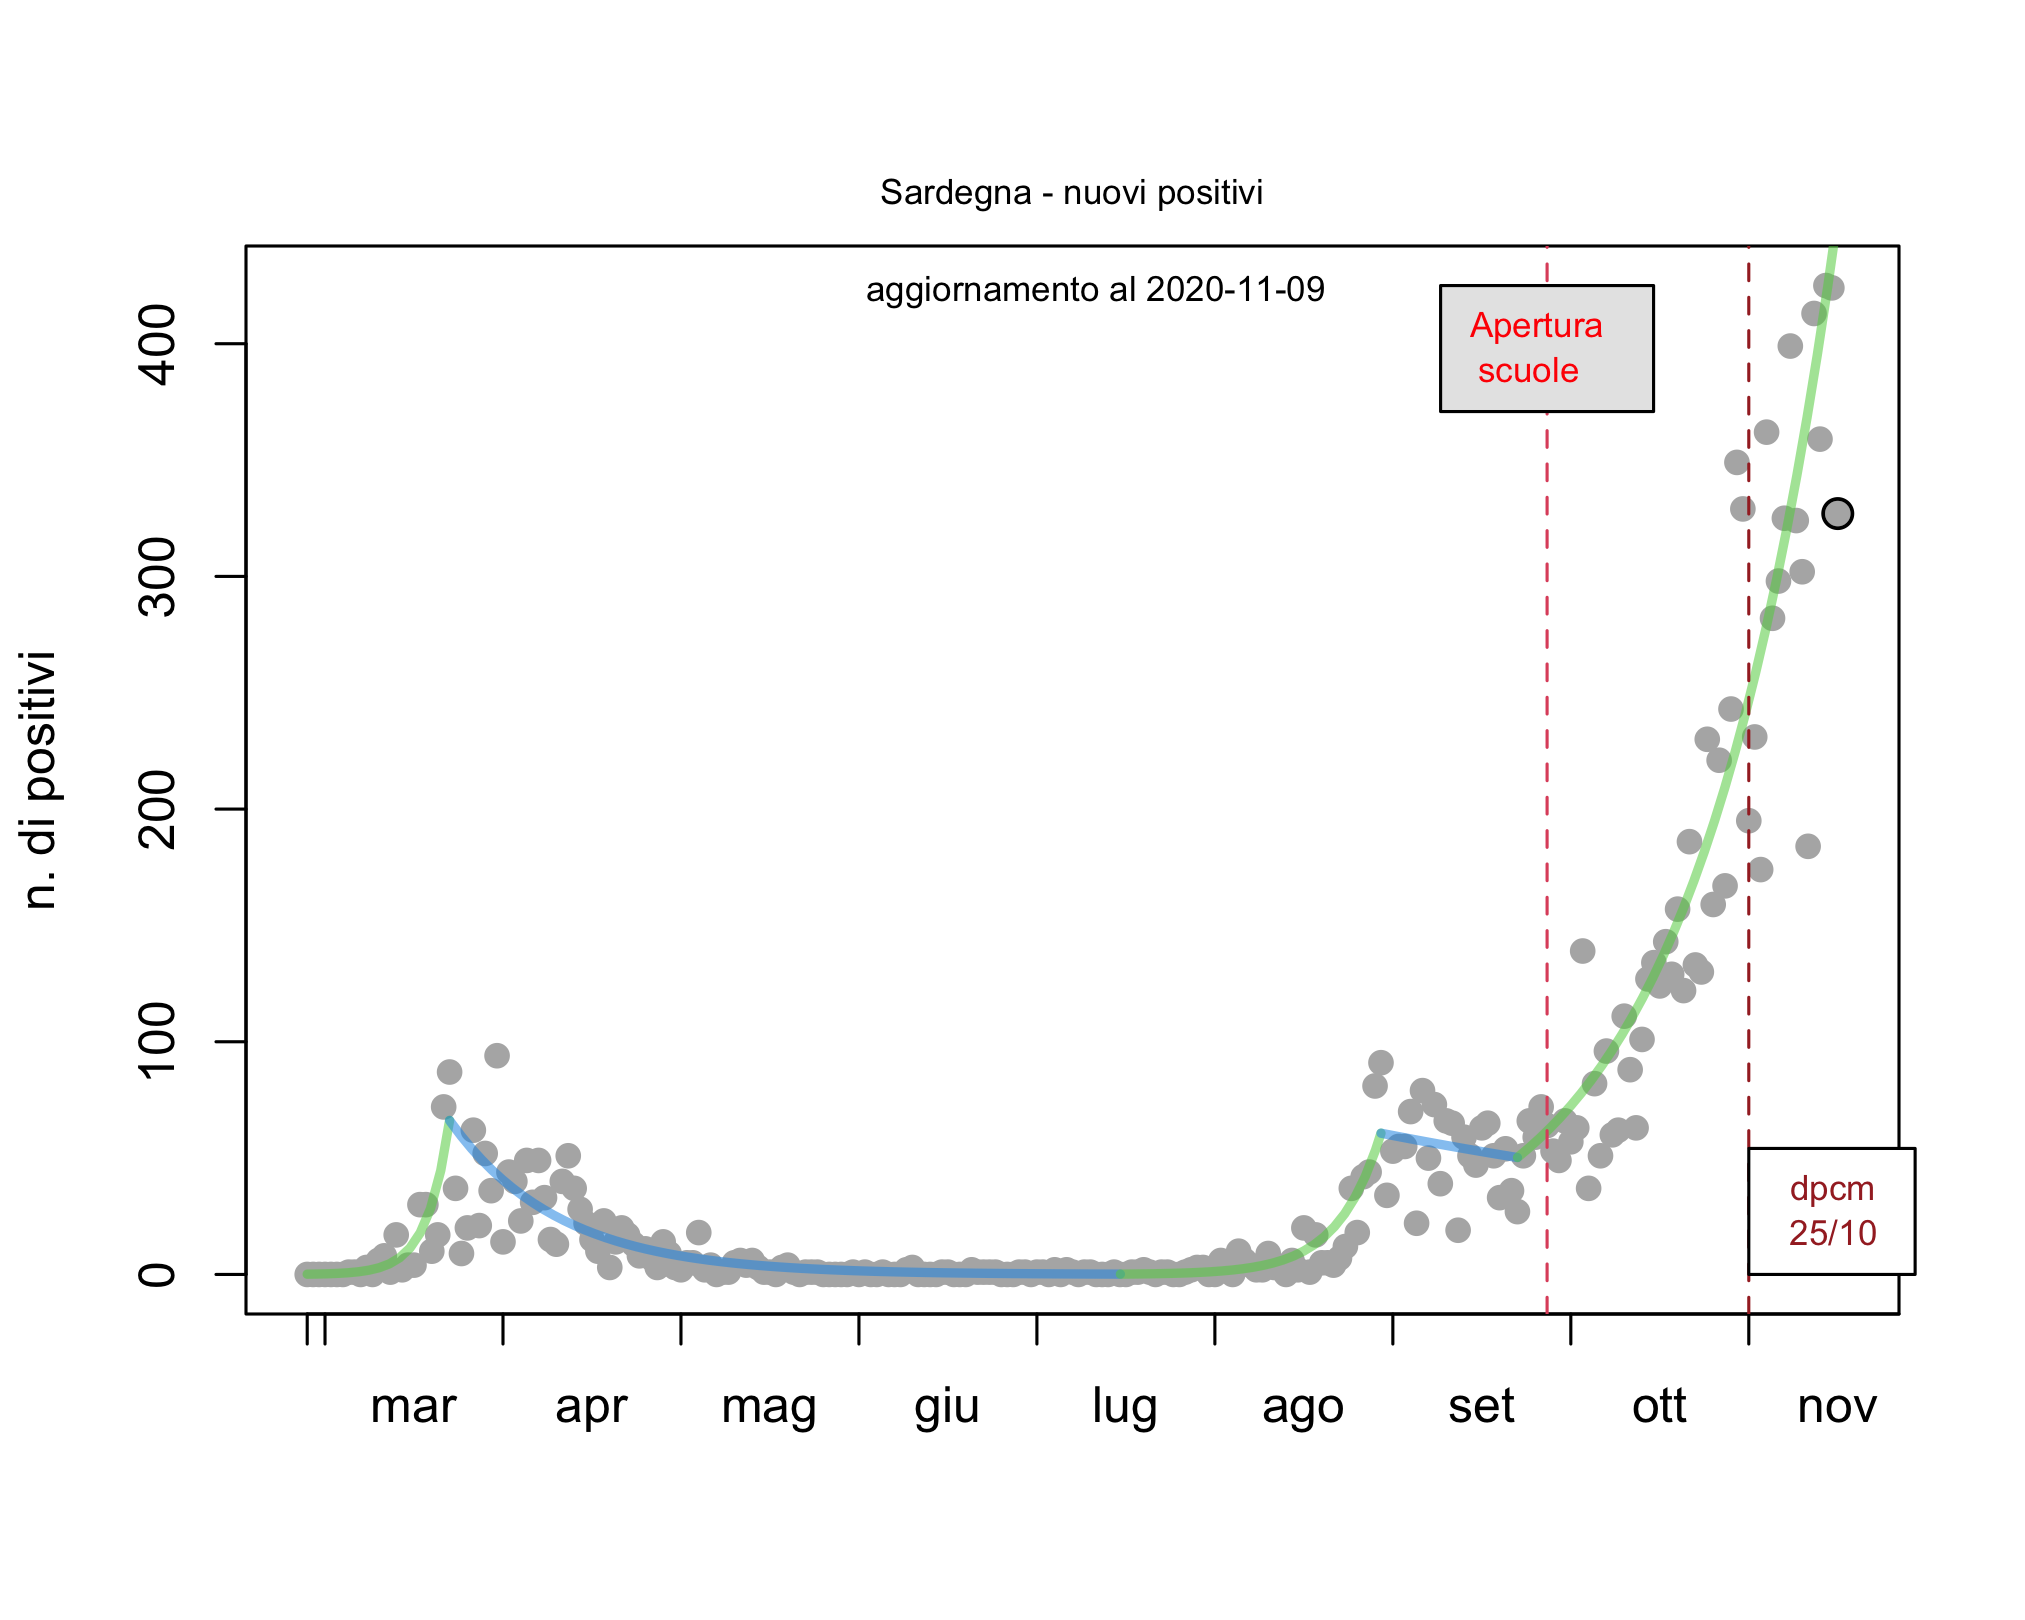 Sardegna - nuovi positivi
aggiornamento al 2020-11-09
Apertura
scuole
n. di positivi
400
300
200
100
0
dpcm
25/10
mar apr mag giu lug ago set ott nov